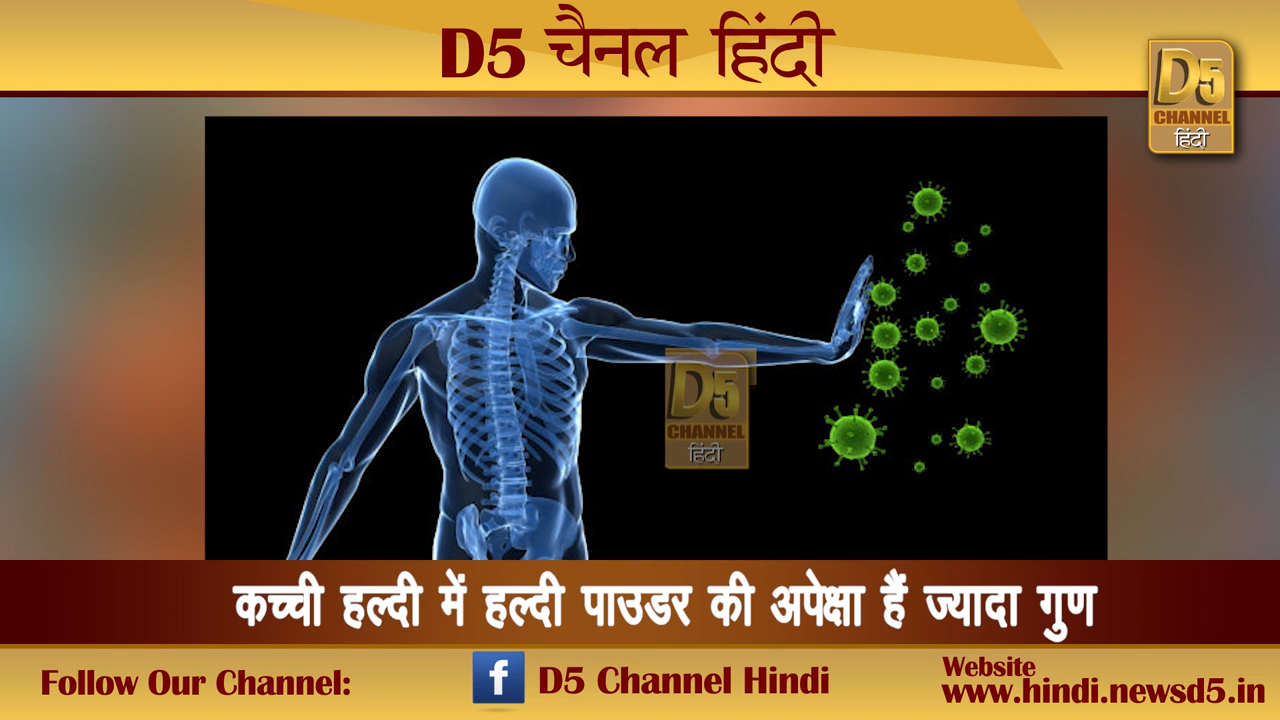 D5 चैनल हिंदी
D5
CHANNEL
हिंदी
D5
CHANNEL
हिंदी
कच्ची हल्दी में हल्दी पाउडर की अपेक्षा हैं ज्यादा गुण
Follow Our Channel:
f D5 Channel Hindi
Website
www.hindi.newsd5.in